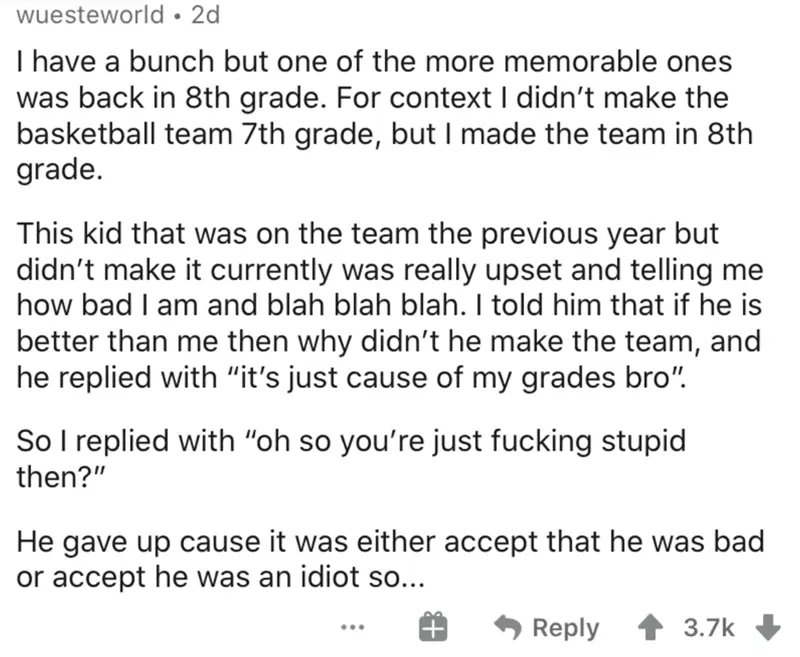 wuesteworld • 2d
I have a bunch but one of the more memorable ones
was back in 8th grade. For context I didn’t make the
basketball team 7th grade, but I made the team in 8th
grade.
This kid that was on the team the previous year but
didn’t make it currently was really upset and telling me
how bad I am and blah blah blah. I told him that if he is
better than me then why didn’t he make the team, and
he replied with “it’s just cause of my grades bro”.
So I replied with “oh so you’re just fucking stupid
then?”
He gave up cause it was either accept that he was bad
or accept he was an idiot so...
... Reply 3.7k